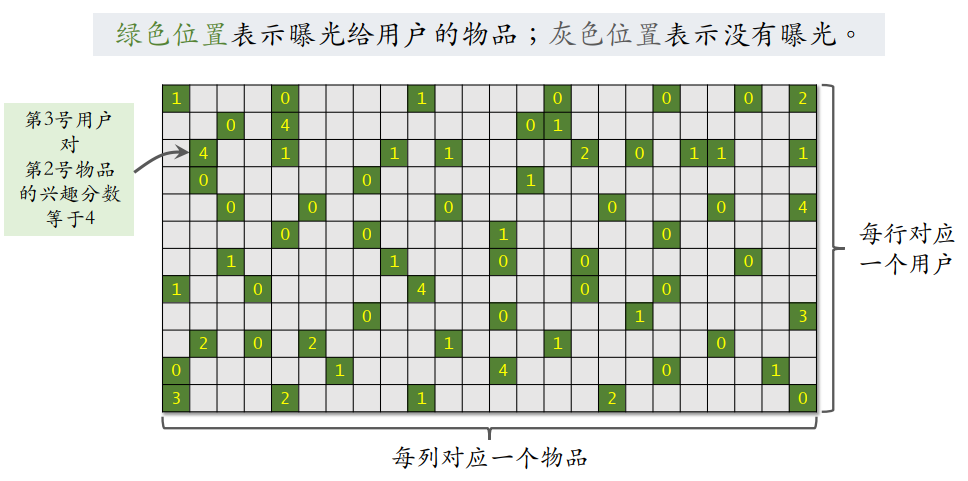 绿色位置表示曝光给用户的物品；灰色位置表示没有曝光。
第3号用户
对
第2号物品
的兴趣分数
等于4
1 0 1 0 0 0 2
0 4 0 1
4 1 1 1 2 0 1 1 1
0 0 1
0 0 0 0 0 4
0 0 1 0
1 1 0 0 0
1 0 4 0 0
0 0 1 3
2 0 2 1 1 0
0 1 4 0 1
3 2 1 2 0
每行对应
一个用户
每列对应一个物品